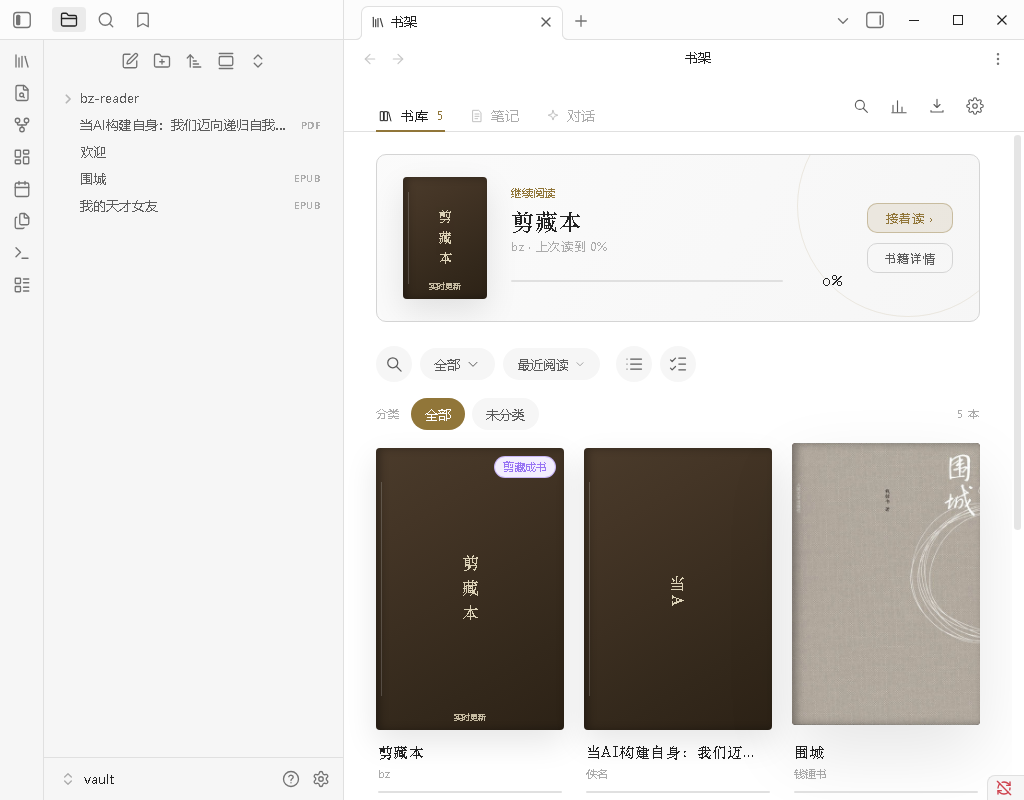 书架
书架
bz-reader
当AI构建自身：我们迈向递归自我... PDF
欢迎
围城 EPUB
我的天才女友 EPUB
书库 5 笔记 对话
剪藏本
实时更新
继续阅读
剪藏本
bz · 上次读到 0%
0%
接着读 ›
书籍详情
全部 最近阅读
分类 全部 未分类 5 本
剪藏成书
剪藏本
实时更新
当A
围城
剪藏本
bz
当AI构建自身：我们迈...
佚名
围城
钱锺书
vault